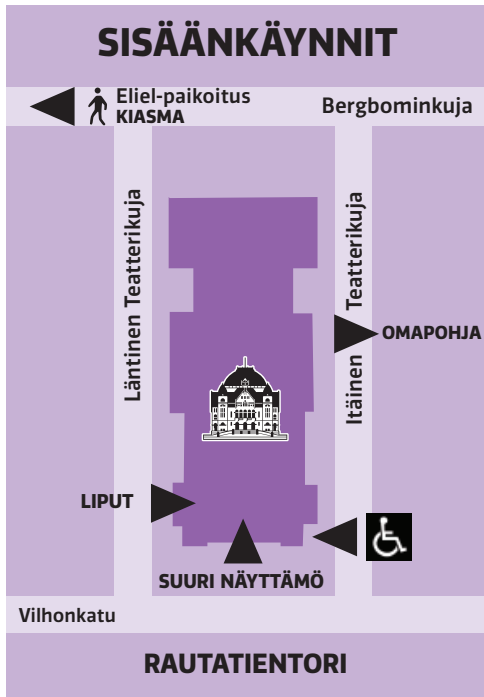 SISÄÄNKÄYNNIT
Eliel-paikoitus
KIASMA
Bergbominkuja
Läntinen Teatterikuja
Itäinen Teatterikuja
OMAPOHJA
LIPUT
SUURI NÄYTTÄMÖ
Vilhonkatu
RAUTATIENTORI